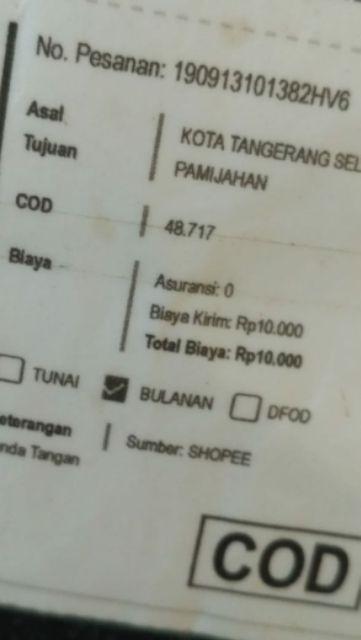 No. Pesanan: 190913101382HV6
Asal KOTA TANGERANG SEL
Tujuan PAMIJAHAN
COD 48.717
Biaya Asuransi: 0
Biaya Kirim: Rp10.000
Total Biaya: Rp10.000
TUNAI BULANAN DFOD
eterangan Sumber: SHOPEE
nda Tangan
COD